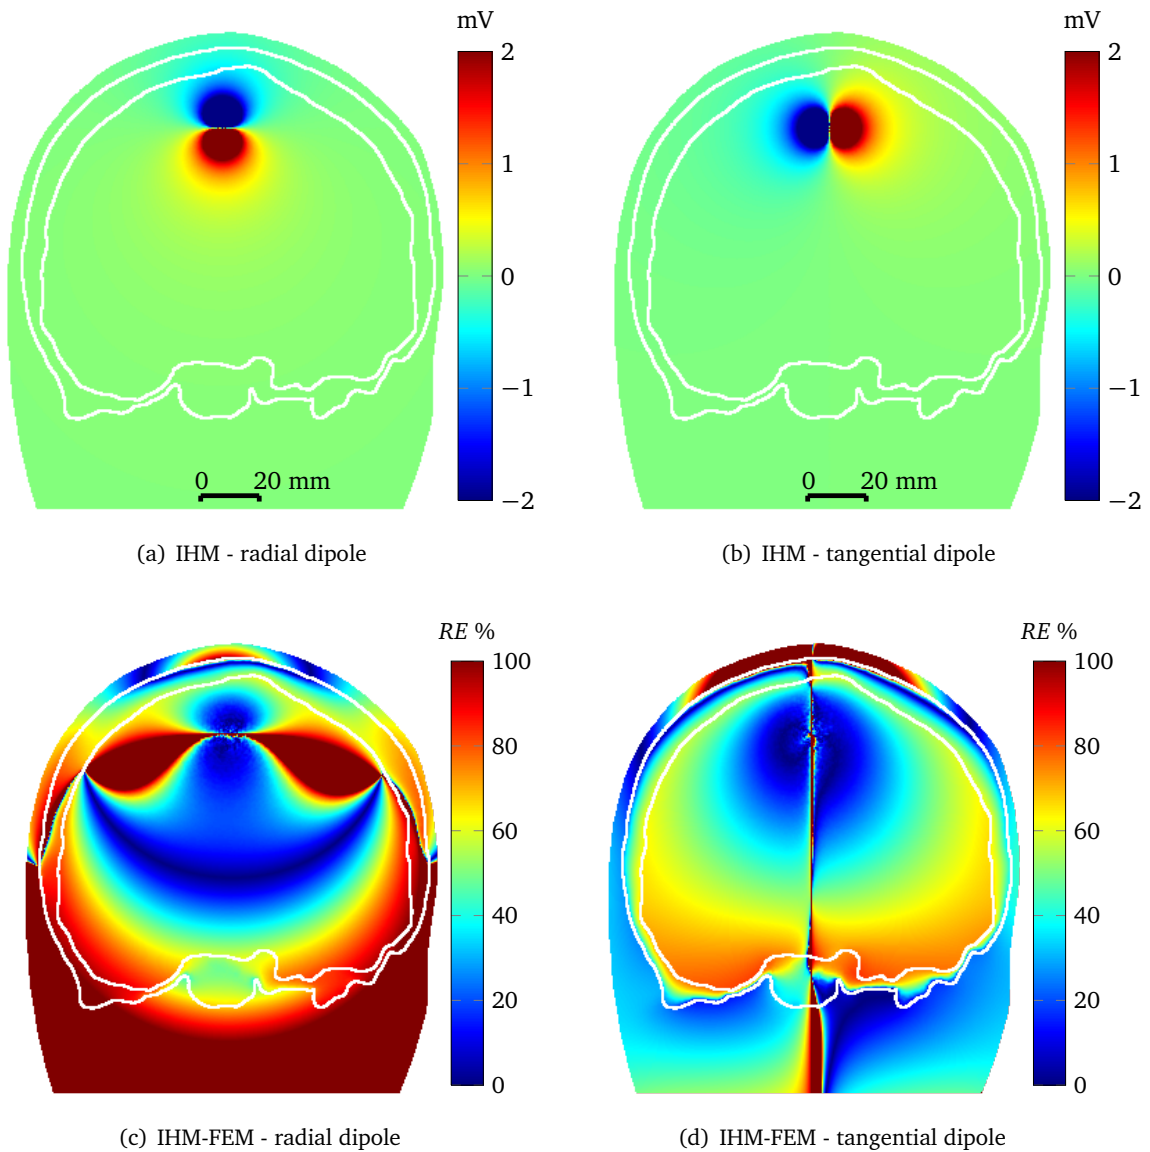 mV
2
1
0
−1
−2
0 20 mm
(a) IHM - radial dipole
mV
2
1
0
−1
−2
0 20 mm
(b) IHM - tangential dipole
RE %
100
80
60
40
20
0
(c) IHM-FEM - radial dipole
RE %
100
80
60
40
20
0
(d) IHM-FEM - tangential dipole